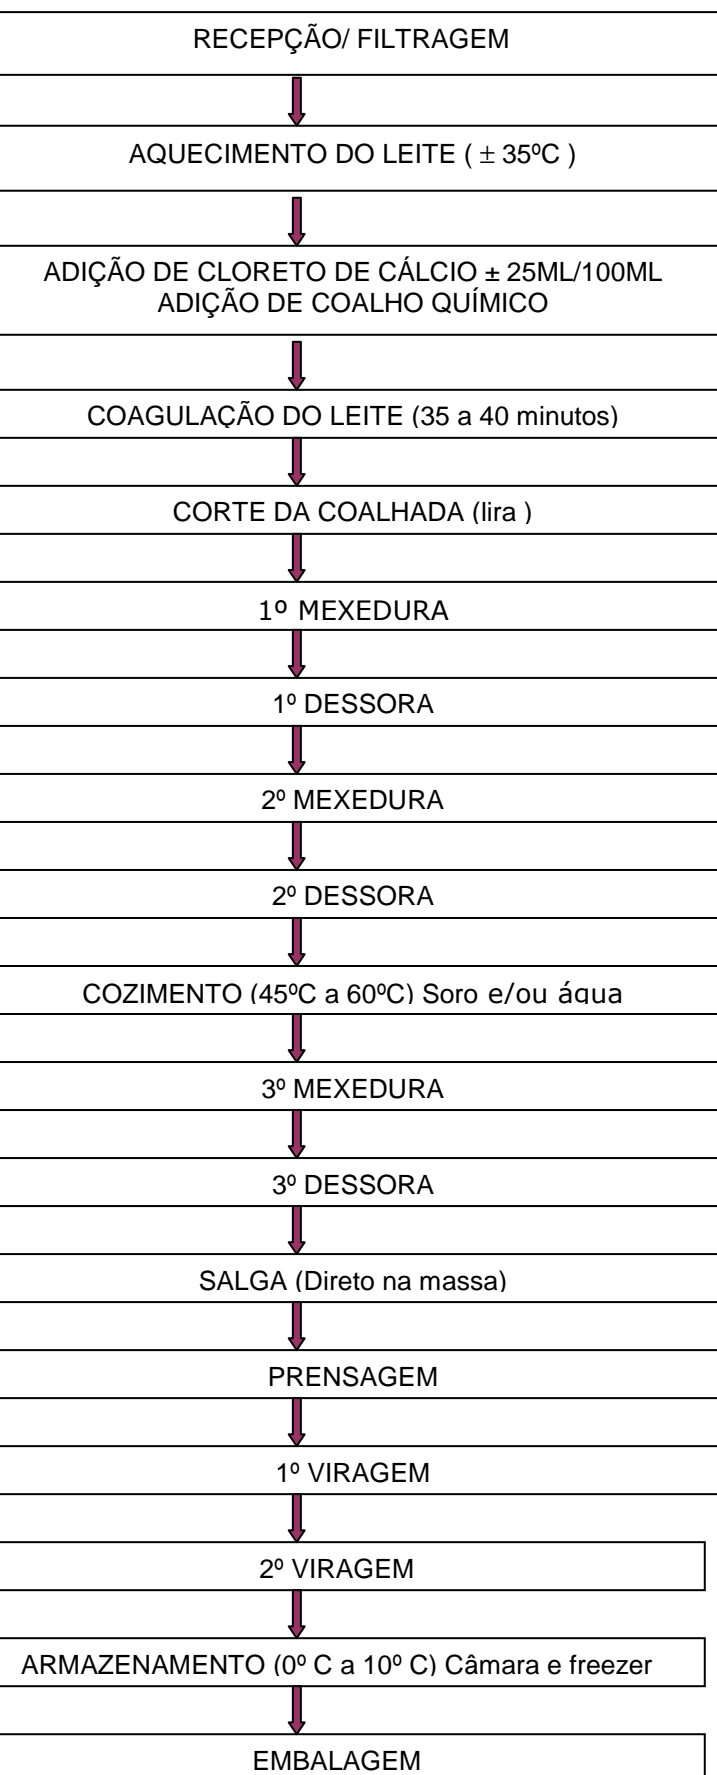 RECEPÇÃO/ FILTRAGEM
AQUECIMENTO DO LEITE ( ± 35ºC )
ADIÇÃO DE CLORETO DE CÁLCIO ± 25ML/100ML
ADIÇÃO DE COALHO QUÍMICO
COAGULAÇÃO DO LEITE (35 a 40 minutos)
CORTE DA COALHADA (lira )
1º MEXEDURA
1º DESSORA
2º MEXEDURA
2º DESSORA
COZIMENTO (45ºC a 60ºC) Soro e/ou água
3º MEXEDURA
3º DESSORA
SALGA (Direto na massa)
PRENSAGEM
1º VIRAGEM
2º VIRAGEM
ARMAZENAMENTO (0º C a 10º C) Câmara e freezer
EMBALAGEM